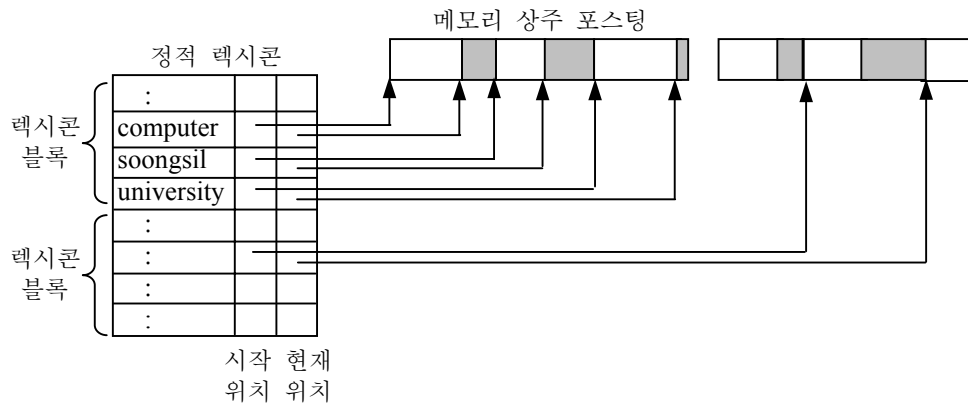 메모리 상주 포스팅
정적 렉시콘
:
렉시콘
블록
computer
soongsil
university
:
렉시콘
블록
:
:
:
시작 현재
위치 위치